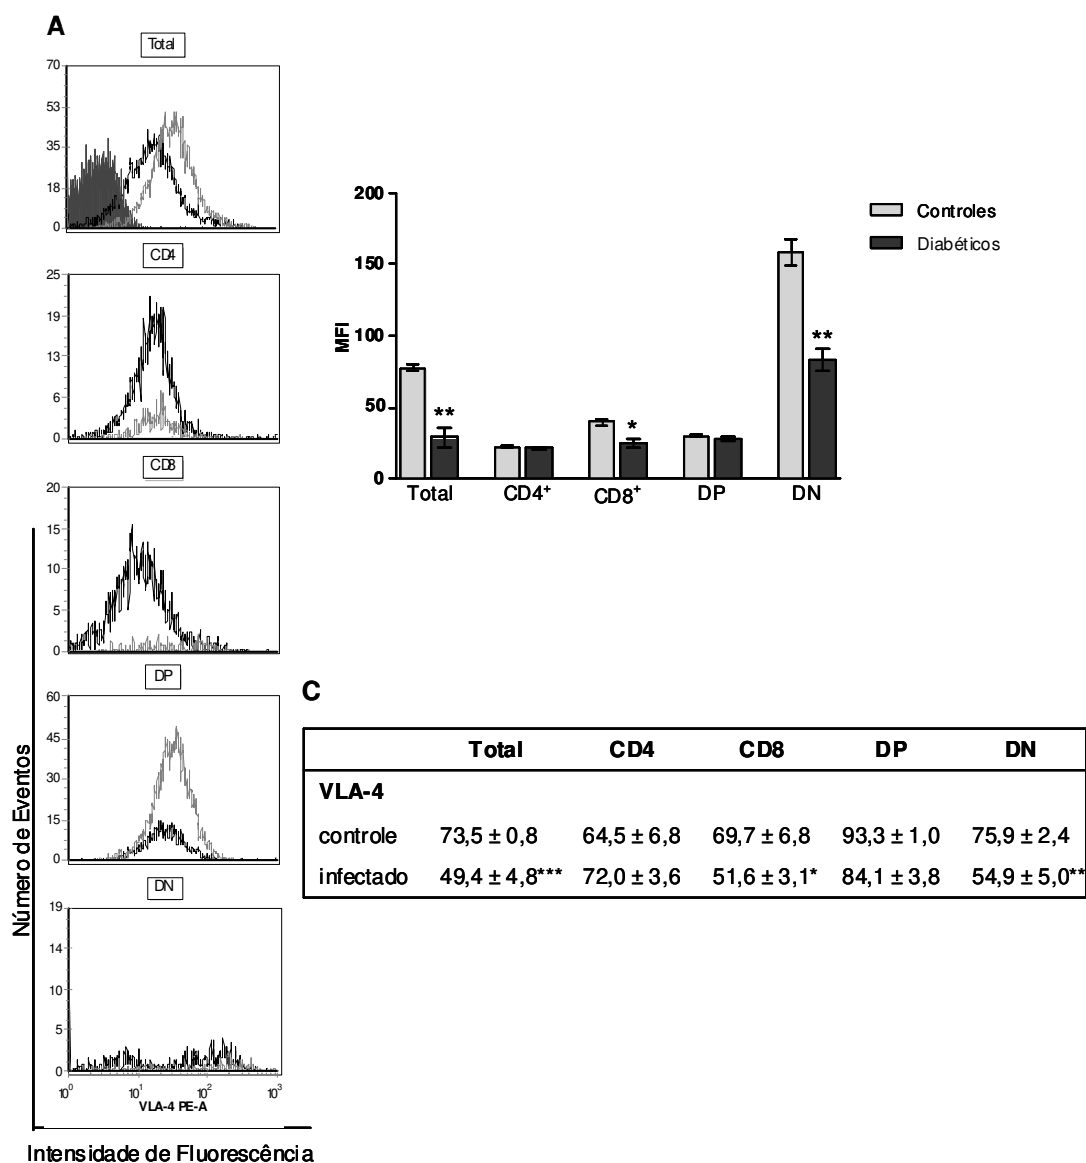 A
Total
70
53
35
18
0
CD4
25
19
13
6
0
CD8
20
15
10
5
0
DP
60
45
30
15
0
DN
19
14
10
5
0
10⁰ 10¹ 10² 10³
VLA-4 PE-A
Número de Eventos
Intensidade de Fluorescência
200
150
100
50
0
MFI
** * **
Total CD4⁺ CD8⁺ DP DN
Controles
Diabéticos
C
Total CD4 CD8 DP DN
VLA-4
controle 73,5 ± 0,8 64,5 ± 6,8 69,7 ± 6,8 93,3 ± 1,0 75,9 ± 2,4
infectado 49,4 ± 4,8*** 72,0 ± 3,6 51,6 ± 3,1* 84,1 ± 3,8 54,9 ± 5,0**